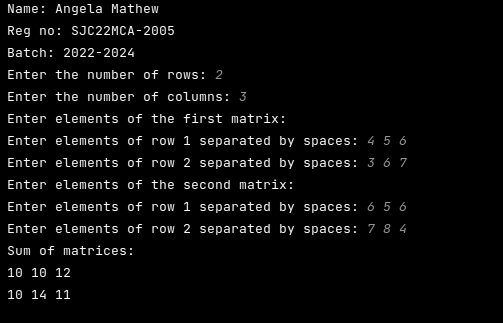 Name: Angela Mathew
Reg no: SJC22MCA-2005
Batch: 2022-2024
Enter the number of rows: 2
Enter the number of columns: 3
Enter elements of the first matrix:
Enter elements of row 1 separated by spaces: 4 5 6
Enter elements of row 2 separated by spaces: 3 6 7
Enter elements of the second matrix:
Enter elements of row 1 separated by spaces: 6 5 6
Enter elements of row 2 separated by spaces: 7 8 4
Sum of matrices:
10 10 12
10 14 11